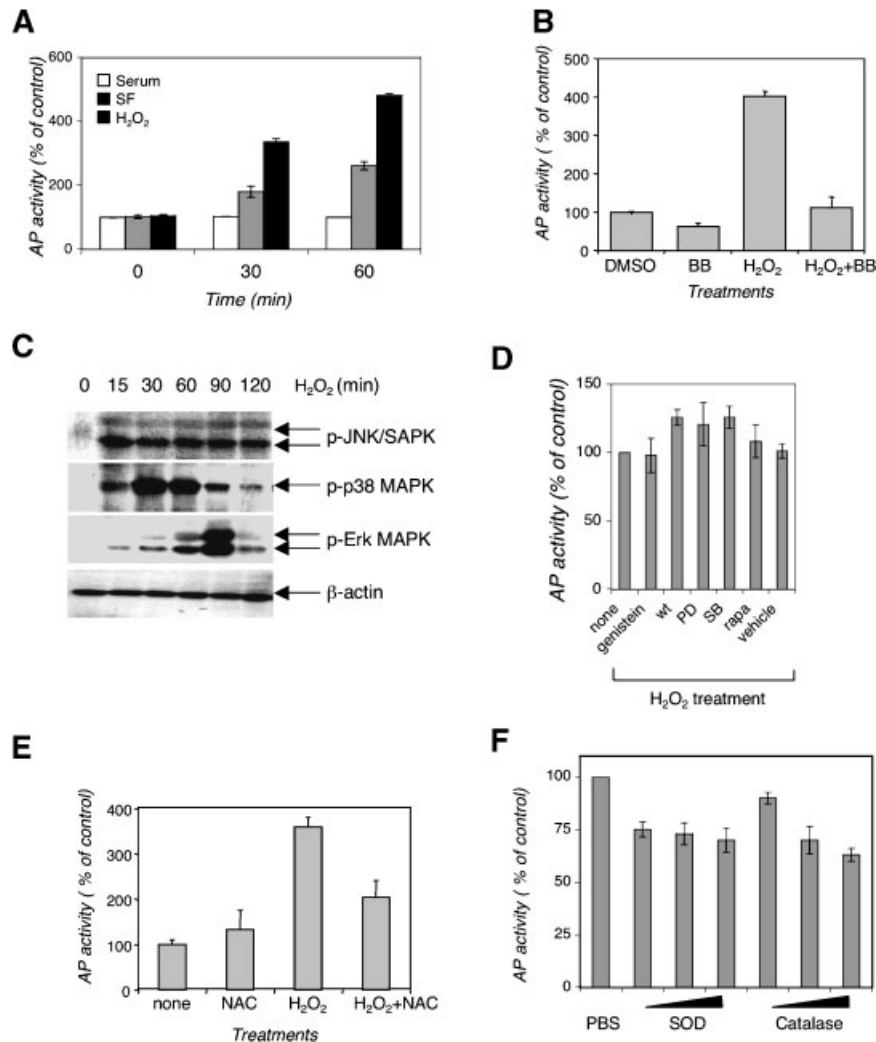 A
AP activity (% of control)
600
400
200
0
Serum
SF
H₂O₂
0 30 60
Time (min)
B
AP activity ( % of control)
500
400
300
200
100
0
DMSO BB H₂O₂ H₂O₂+BB
Treatments
C
0 15 30 60 90 120 H₂O₂ (min)
p-JNK/SAPK
p-p38 MAPK
p-Erk MAPK
β-actin
D
AP activity (% of control)
150
100
50
0
none
genistein
wt
PD
SB
rapa
vehicle
H₂O₂ treatment
E
AP activity ( % of control)
400
300
200
100
0
none NAC H₂O₂ H₂O₂+NAC
Treatments
F
AP activity ( % of control)
100
75
50
25
0
PBS SOD Catalase